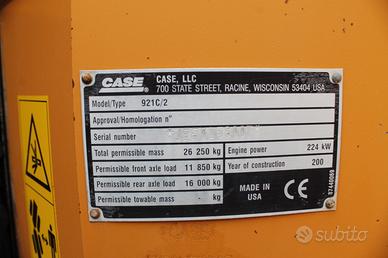 CASE
CASE, LLC
700 STATE STREET, RACINE, WISCONSIN 53404 USA
Model/Type 921C/2
Approval/Homologation n°
Serial number
Total permissible mass 26 250 kg
Engine power 224 kW
Permissible front axle load 11 850 kg
Year of construction 200
Permissible rear axle load 16 000 kg
Permissible towable mass - kg
MADE IN
USA
CE
87440069
subito